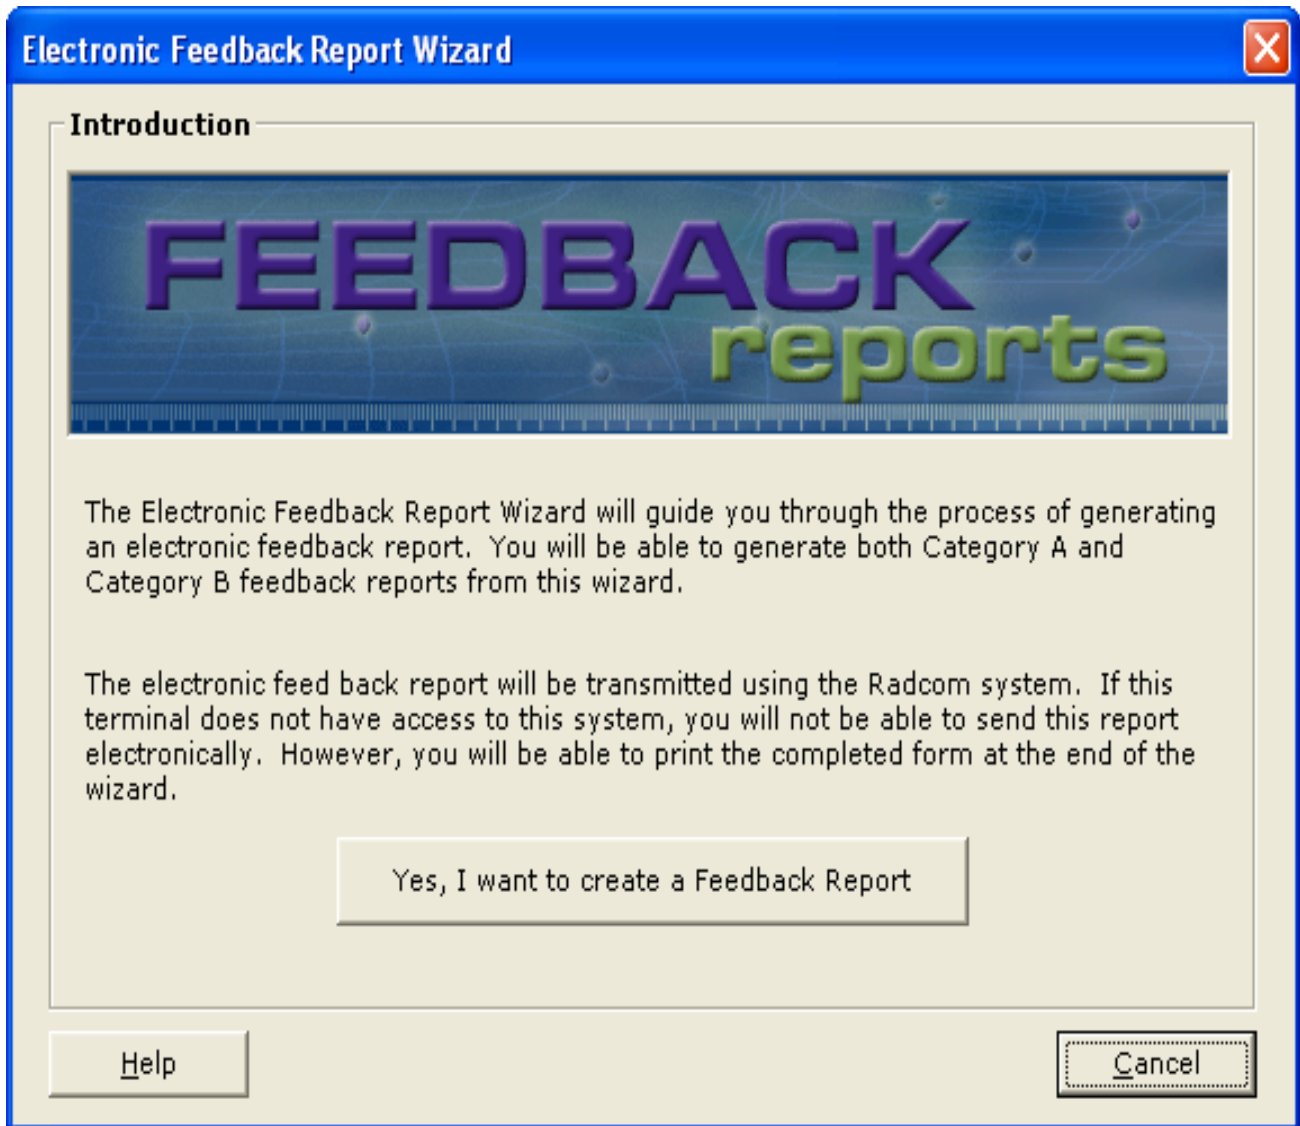 Electronic Feedback Report Wizard
Introduction
FEEDBACK
reports
The Electronic Feedback Report Wizard will guide you through the process of generating
an electronic feedback report.  You will be able to generate both Category A and
Category B feedback reports from this wizard.
The electronic feed back report will be transmitted using the Radcom system.  If this
terminal does not have access to this system, you will not be able to send this report
electronically.  However, you will be able to print the completed form at the end of the
wizard.
Yes, I want to create a Feedback Report
Help
Cancel